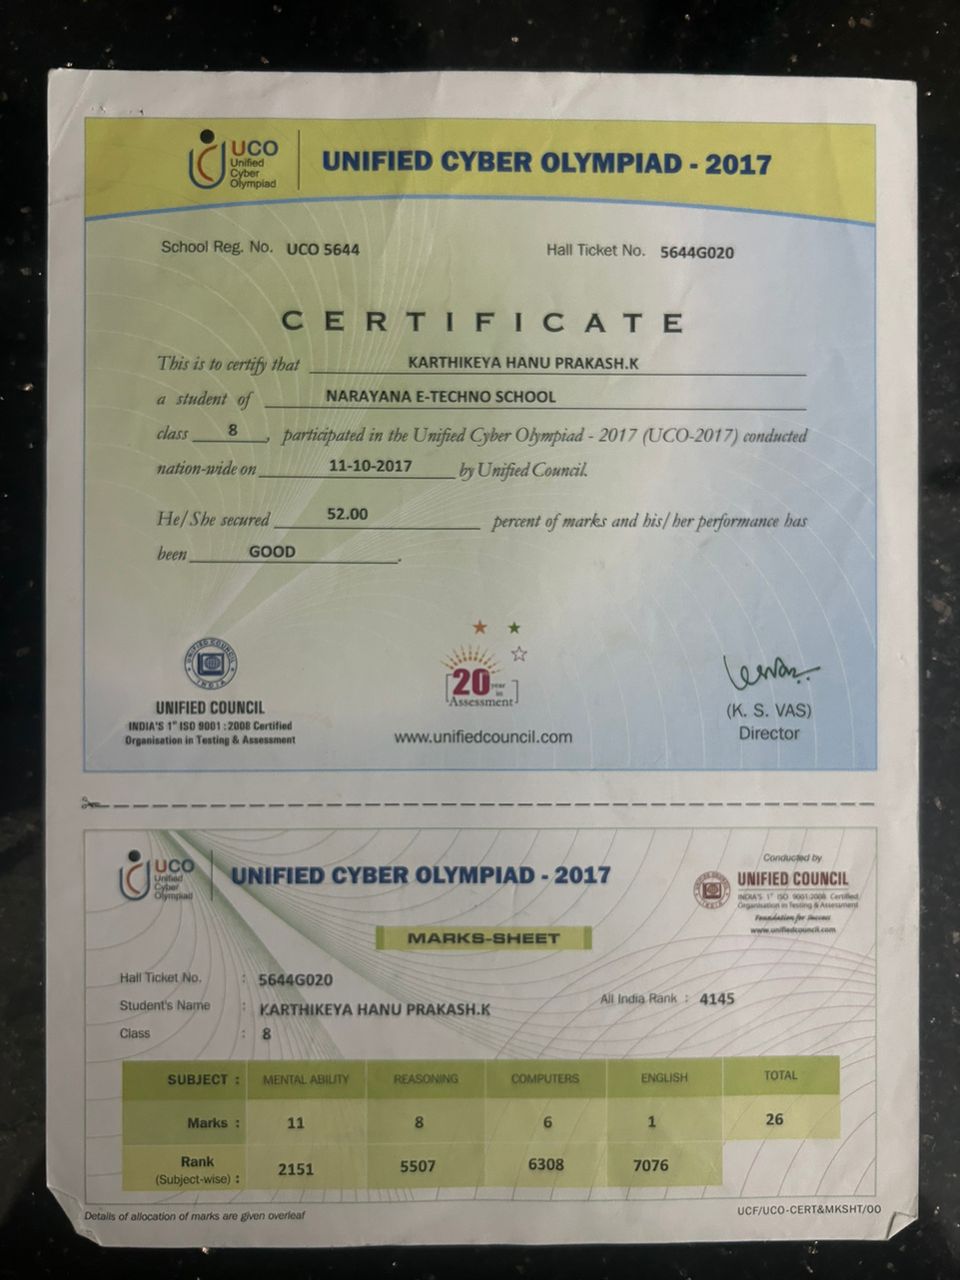 UCO
Unified
Cyber
Olympiad
UNIFIED CYBER OLYMPIAD - 2017
School Reg. No. UCO 5644
Hall Ticket No. 5644G020
CERTIFICATE
This is to certify that KARTHIKEYA HANU PRAKASH.K
a student of NARAYANA E-TECHNO SCHOOL
class 8, participated in the Unified Cyber Olympiad - 2017 (UCO-2017) conducted
nation-wide on 11-10-2017 by Unified Council.
He/She secured 52.00 percent of marks and his/her performance has
been GOOD.
UNIFIED COUNCIL
INDIA
UNIFIED COUNCIL
INDIA'S 1st ISO 9001 : 2008 Certified
Organisation in Testing & Assessment
20 year in
Assessment
www.unifiedcouncil.com
(K. S. VAS)
Director
UCO
Unified
Cyber
Olympiad
UNIFIED CYBER OLYMPIAD - 2017
Conducted by
UNIFIED COUNCIL
INDIA'S 1st ISO 9001:2008 Certified
Organisation in Testing & Assessment
Foundation for Success
www.unifiedcouncil.com
MARKS-SHEET
Hall Ticket No. : 5644G020
Student's Name : KARTHIKEYA HANU PRAKASH.K
All India Rank : 4145
Class : 8
SUBJECT : MENTAL ABILITY REASONING COMPUTERS ENGLISH TOTAL
Marks : 11 8 6 1 26
Rank
(Subject-wise) : 2151 5507 6308 7076
Details of allocation of marks are given overleaf
UCF/UCO-CERT&MKSHT/00